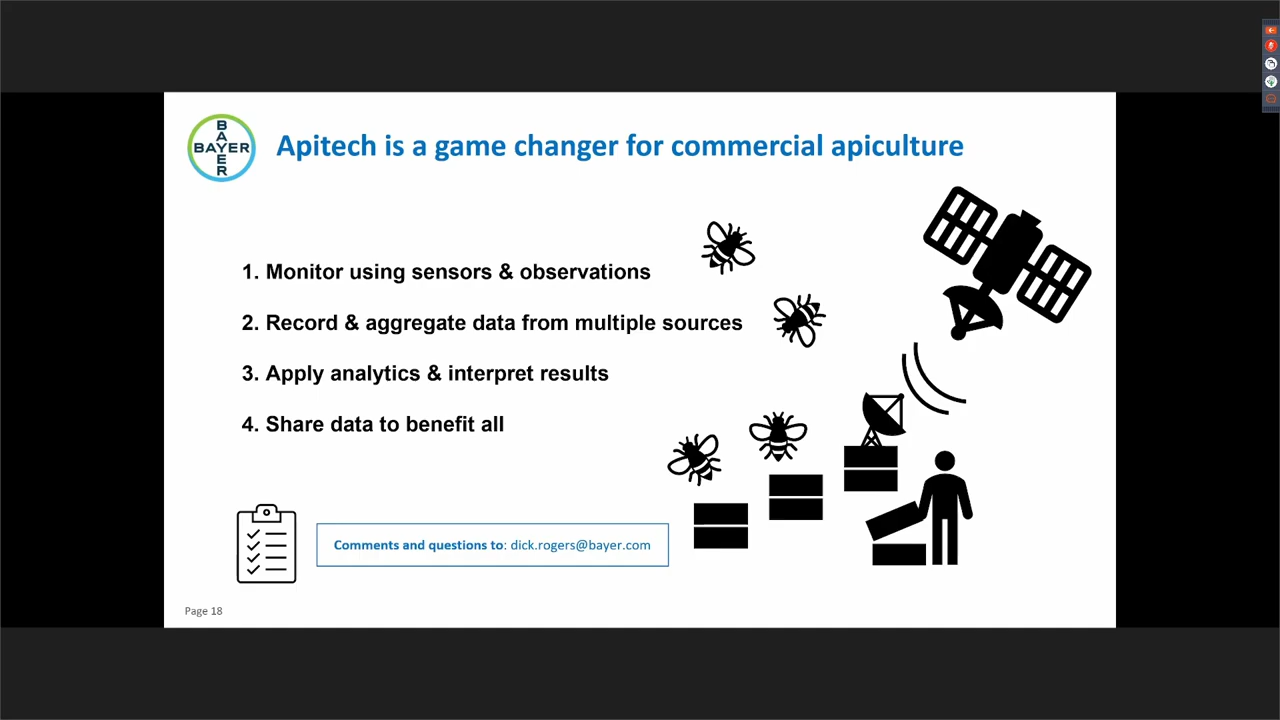 BAYER
BAYER
Apitech is a game changer for commercial apiculture
1. Monitor using sensors & observations
2. Record & aggregate data from multiple sources
3. Apply analytics & interpret results
4. Share data to benefit all
Comments and questions to: dick.rogers@bayer.com
Page 18